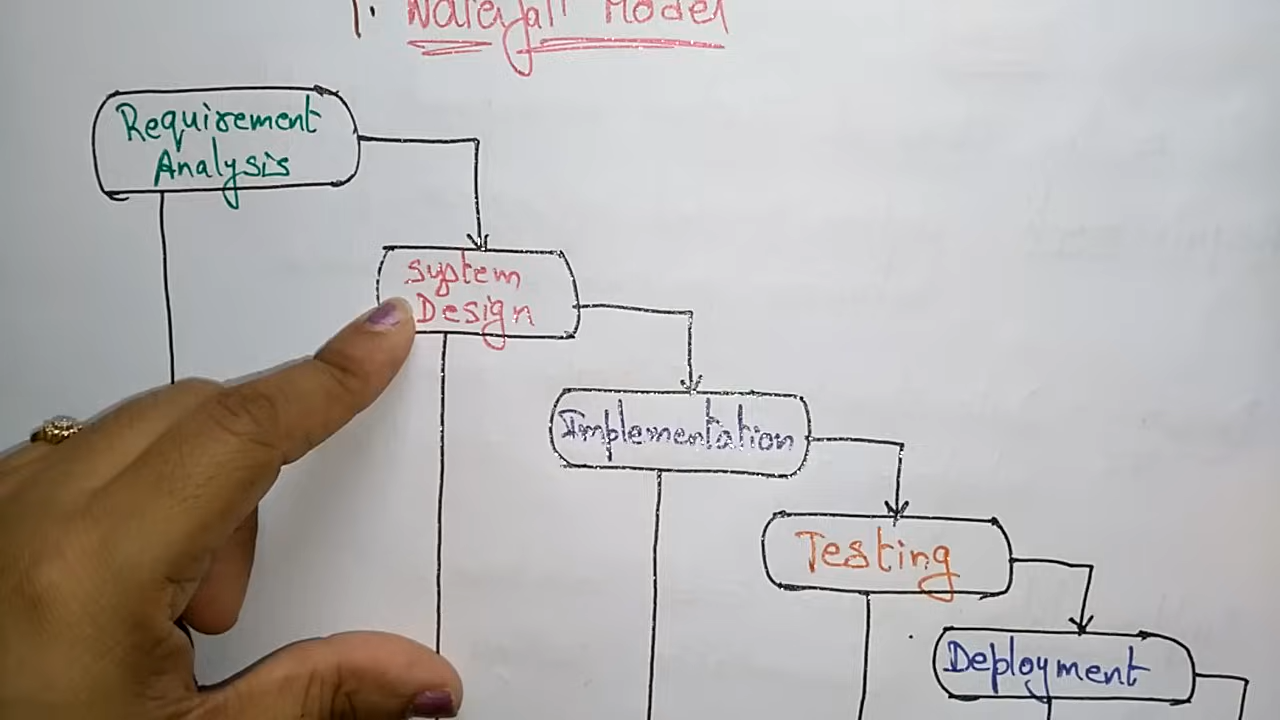 1. Waterfall Model
Requirement
Analysis
System
Design
Implementation
Testing
Deployment